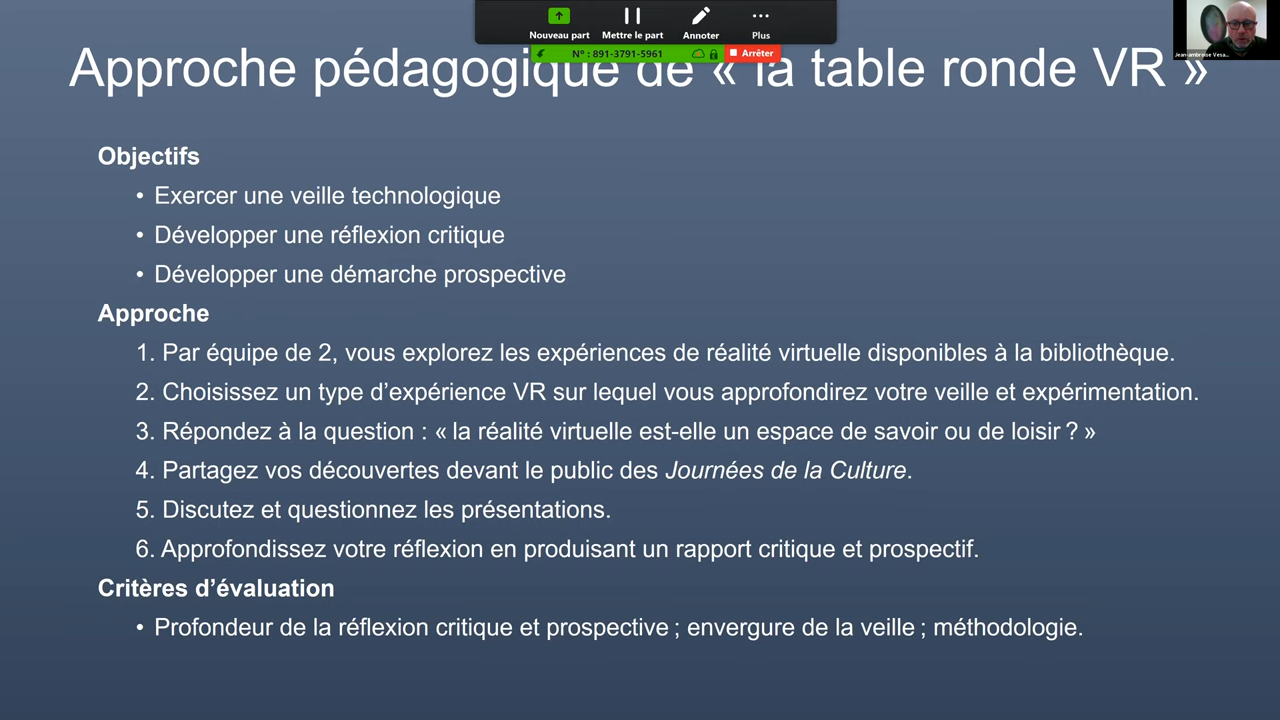 Nouveau part
Mettre le part
Annoter
Plus
N° : 891-3791-5961
Arrêter
Approche pédagogique de « la table ronde VR »
Objectifs
• Exercer une veille technologique
• Développer une réflexion critique
• Développer une démarche prospective
Approche
1. Par équipe de 2, vous explorez les expériences de réalité virtuelle disponibles à la bibliothèque.
2. Choisissez un type d’expérience VR sur lequel vous approfondirez votre veille et expérimentation.
3. Répondez à la question : « la réalité virtuelle est-elle un espace de savoir ou de loisir ? »
4. Partagez vos découvertes devant le public des Journées de la Culture.
5. Discutez et questionnez les présentations.
6. Approfondissez votre réflexion en produisant un rapport critique et prospectif.
Critères d’évaluation
• Profondeur de la réflexion critique et prospective ; envergure de la veille ; méthodologie.